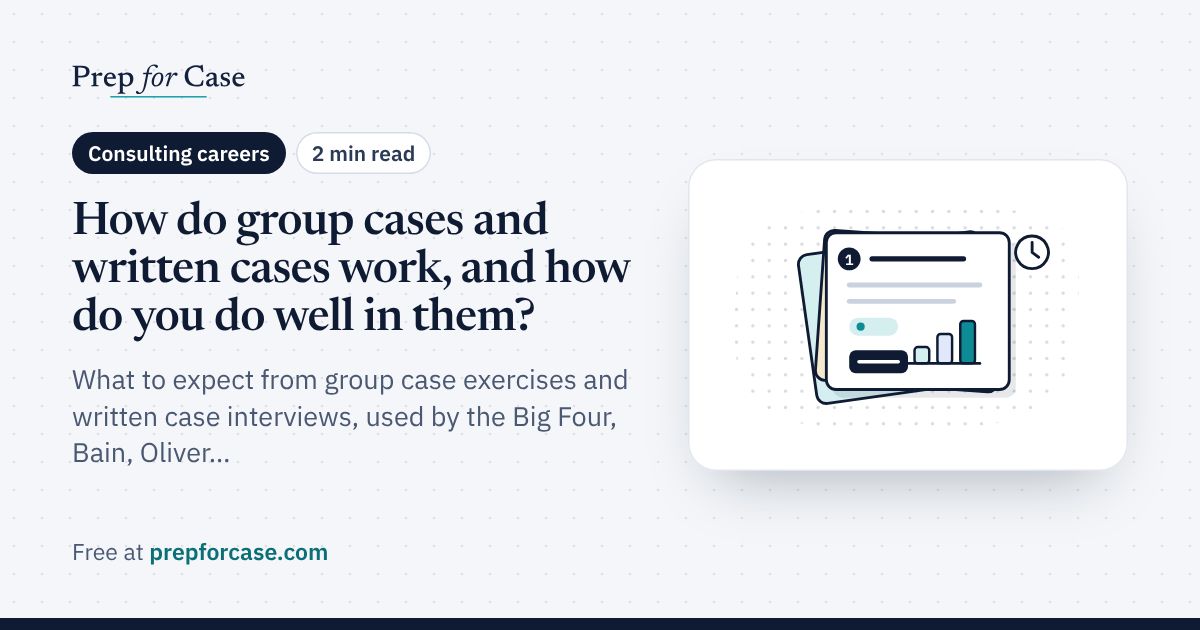 Prep for Case
Consulting careers
2 min read
How do group cases and
written cases work, and how
do you do well in them?
What to expect from group case exercises and
written case interviews, used by the Big Four,
Bain, Oliver...
1
Free at prepforcase.com